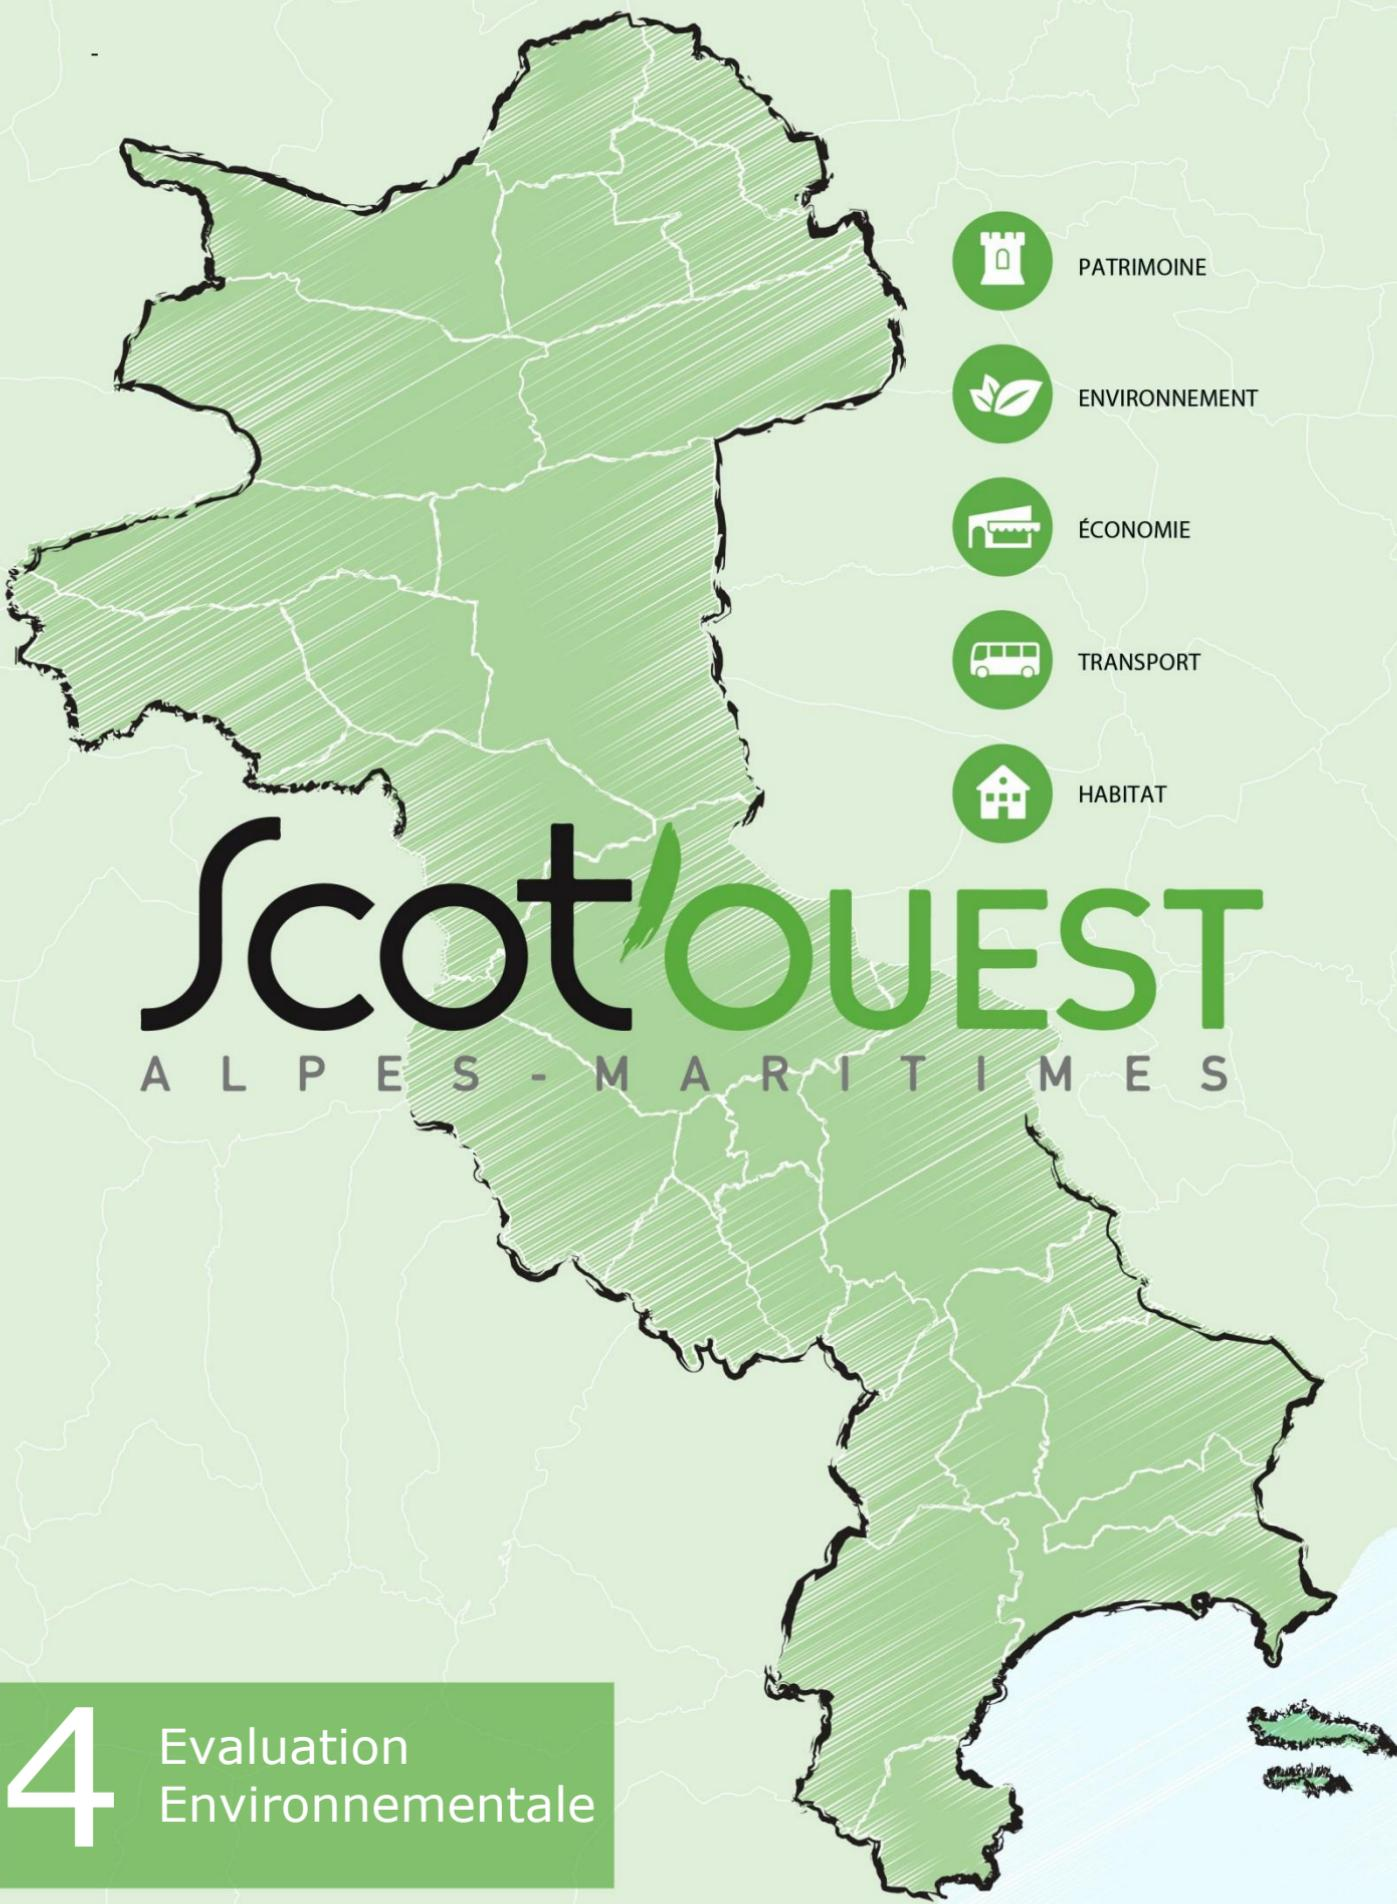 -
PATRIMOINE
ENVIRONNEMENT
ÉCONOMIE
TRANSPORT
HABITAT
Scot'OUEST
ALPES-MARITIMES
4
Evaluation
Environnementale